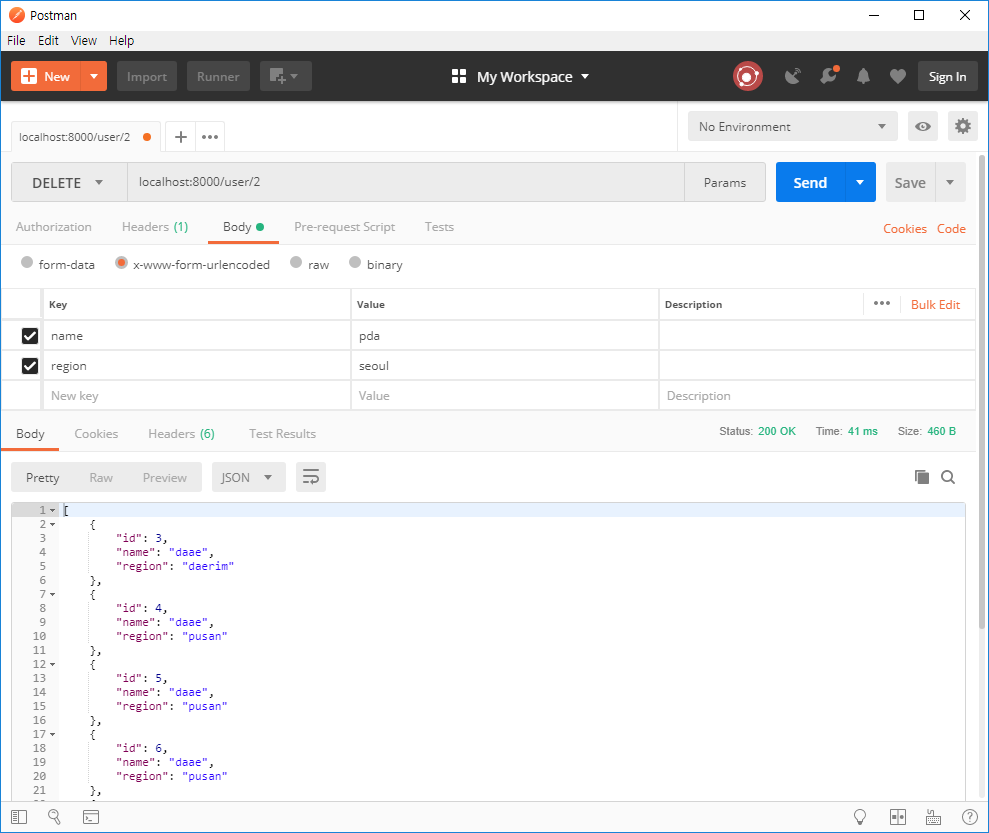 Postman
File Edit View Help
New Import Runner My Workspace Sign In
localhost:8000/user/2 No Environment
DELETE localhost:8000/user/2 Params Send Save
Authorization Headers (1) Body Pre-request Script Tests Cookies Code
form-data x-www-form-urlencoded raw binary
Key Value Description Bulk Edit
name pda
region seoul
New key Value Description
Body Cookies Headers (6) Test Results Status: 200 OK Time: 41 ms Size: 460 B
Pretty Raw Preview JSON
1 [
2 {
3 "id": 3,
4 "name": "daae",
5 "region": "daerim"
6 },
7 {
8 "id": 4,
9 "name": "daae",
10 "region": "pusan"
11 },
12 {
13 "id": 5,
14 "name": "daae",
15 "region": "pusan"
16 },
17 {
18 "id": 6,
19 "name": "daae",
20 "region": "pusan"
21 },